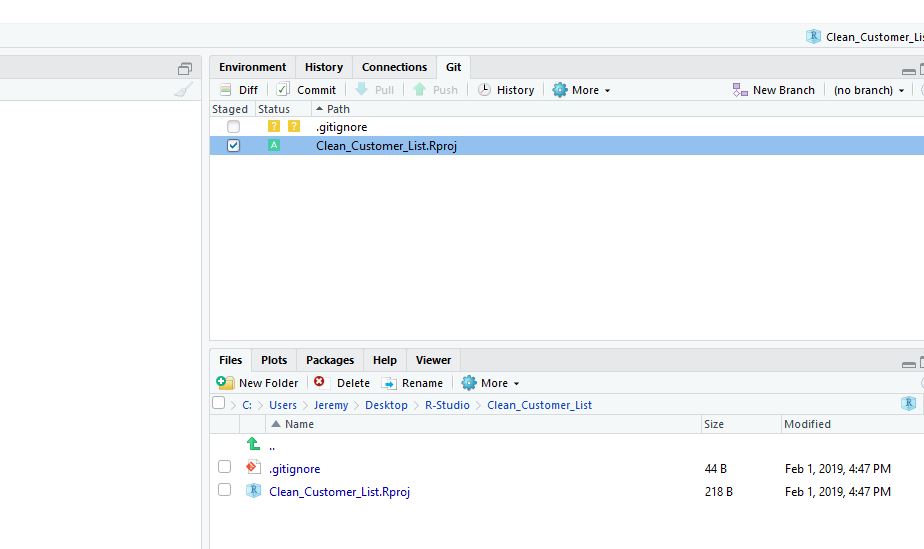 Clean_Customer_Lis
Environment History Connections Git
Diff Commit Pull Push History More New Branch (no branch)
Staged Status Path
? ? .gitignore
A Clean_Customer_List.Rproj
Files Plots Packages Help Viewer
New Folder Delete Rename More
C: Users Jeremy Desktop R-Studio Clean_Customer_List R
Name Size Modified
..
.gitignore 44 B Feb 1, 2019, 4:47 PM
Clean_Customer_List.Rproj 218 B Feb 1, 2019, 4:47 PM